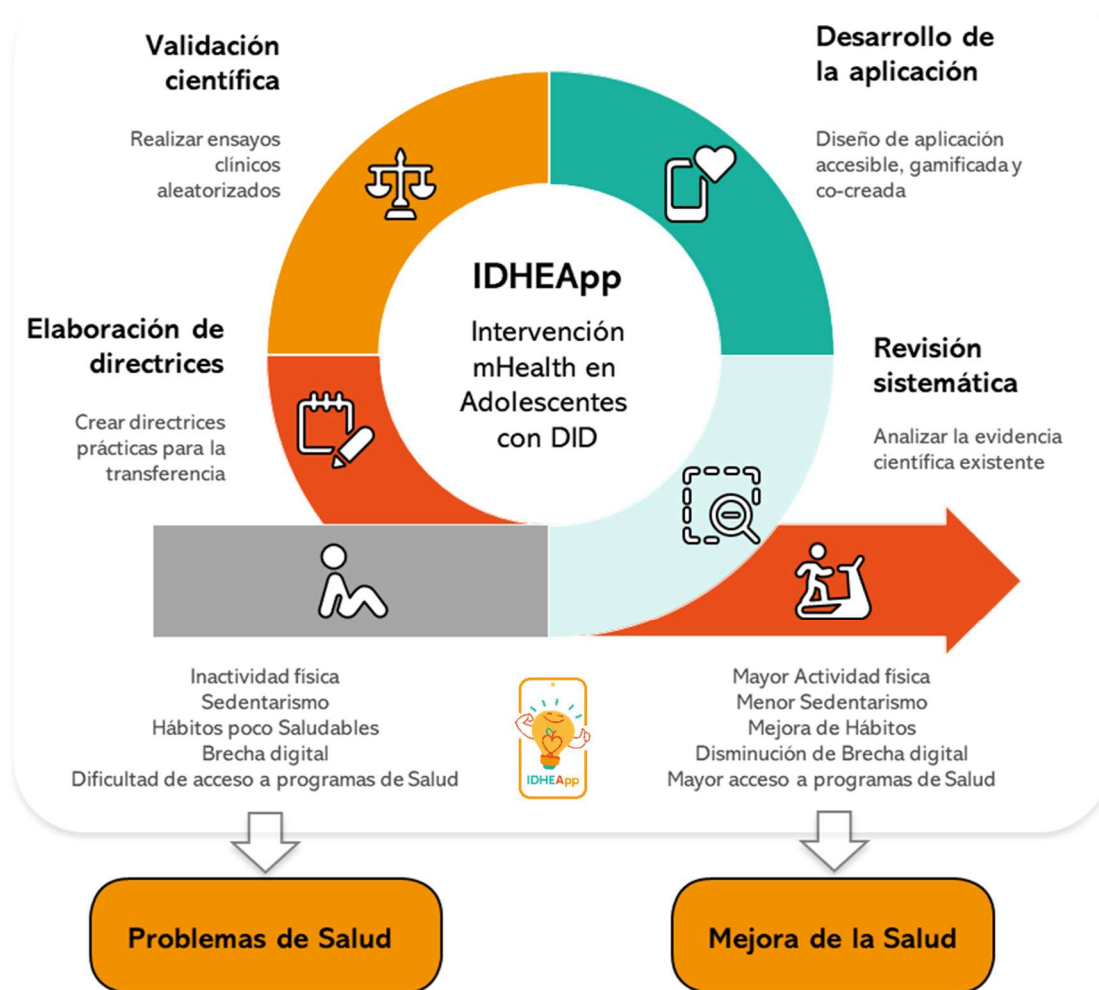 Validación
científica
Realizar ensayos
clínicos
aleatorizados
Desarrollo de
la aplicación
Diseño de aplicación
accesible, gamificada y
co-creada
IDHEApp
Intervención
mHealth en
Adolescentes
con DID
Elaboración de
directrices
Crear directrices
prácticas para la
transferencia
Revisión
sistemática
Analizar la evidencia
científica existente
Inactividad física
Sedentarismo
Hábitos poco Saludables
Brecha digital
Dificultad de acceso a programas de Salud
IDHEApp
Mayor Actividad física
Menor Sedentarismo
Mejora de Hábitos
Disminución de Brecha digital
Mayor acceso a programas de Salud
Problemas de Salud
Mejora de la Salud